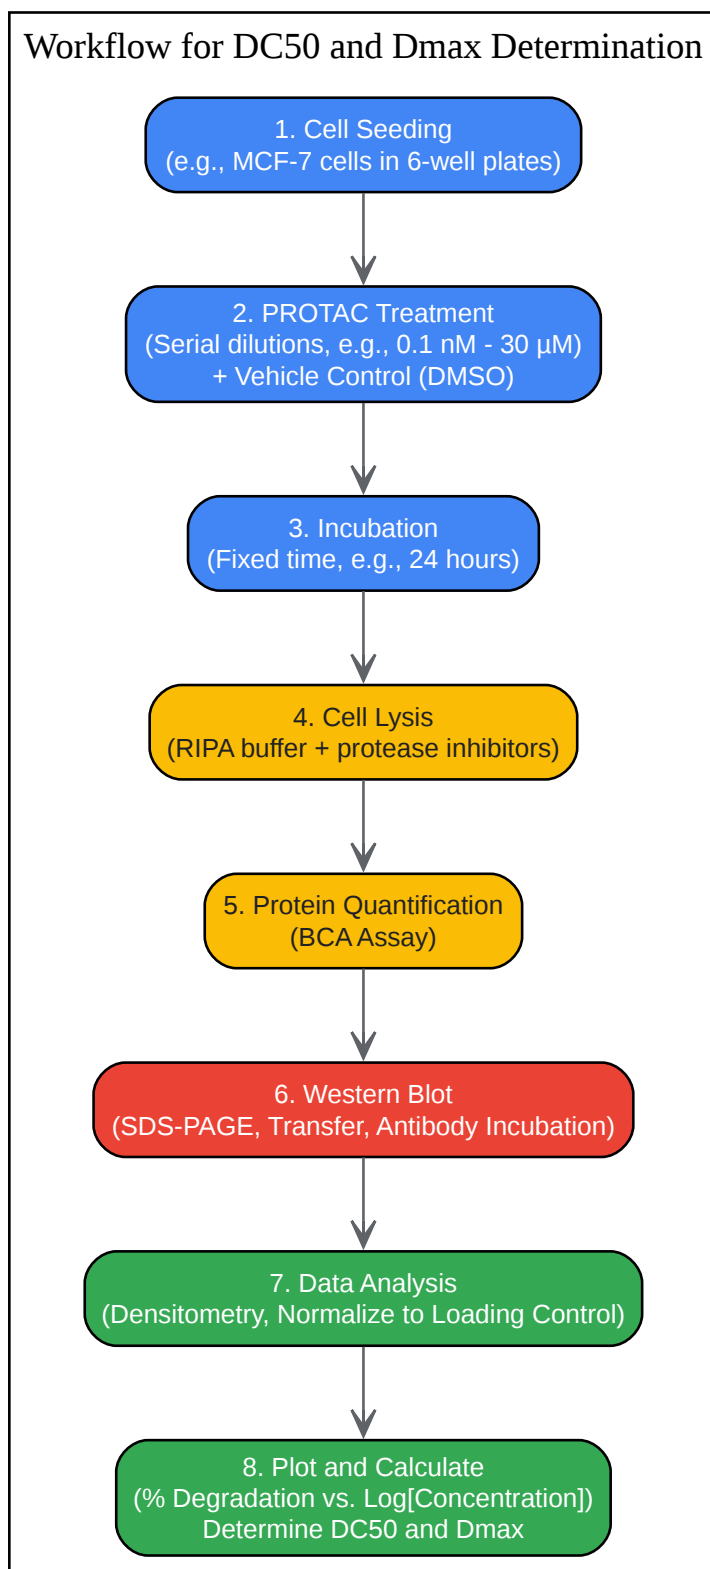 Workflow for DC50 and Dmax Determination
1. Cell Seeding
(e.g., MCF-7 cells in 6-well plates)
2. PROTAC Treatment
(Serial dilutions, e.g., 0.1 nM - 30 µM)
+ Vehicle Control (DMSO)
3. Incubation
(Fixed time, e.g., 24 hours)
4. Cell Lysis
(RIPA buffer + protease inhibitors)
5. Protein Quantification
(BCA Assay)
6. Western Blot
(SDS-PAGE, Transfer, Antibody Incubation)
7. Data Analysis
(Densitometry, Normalize to Loading Control)
8. Plot and Calculate
(% Degradation vs. Log[Concentration])
Determine DC50 and Dmax